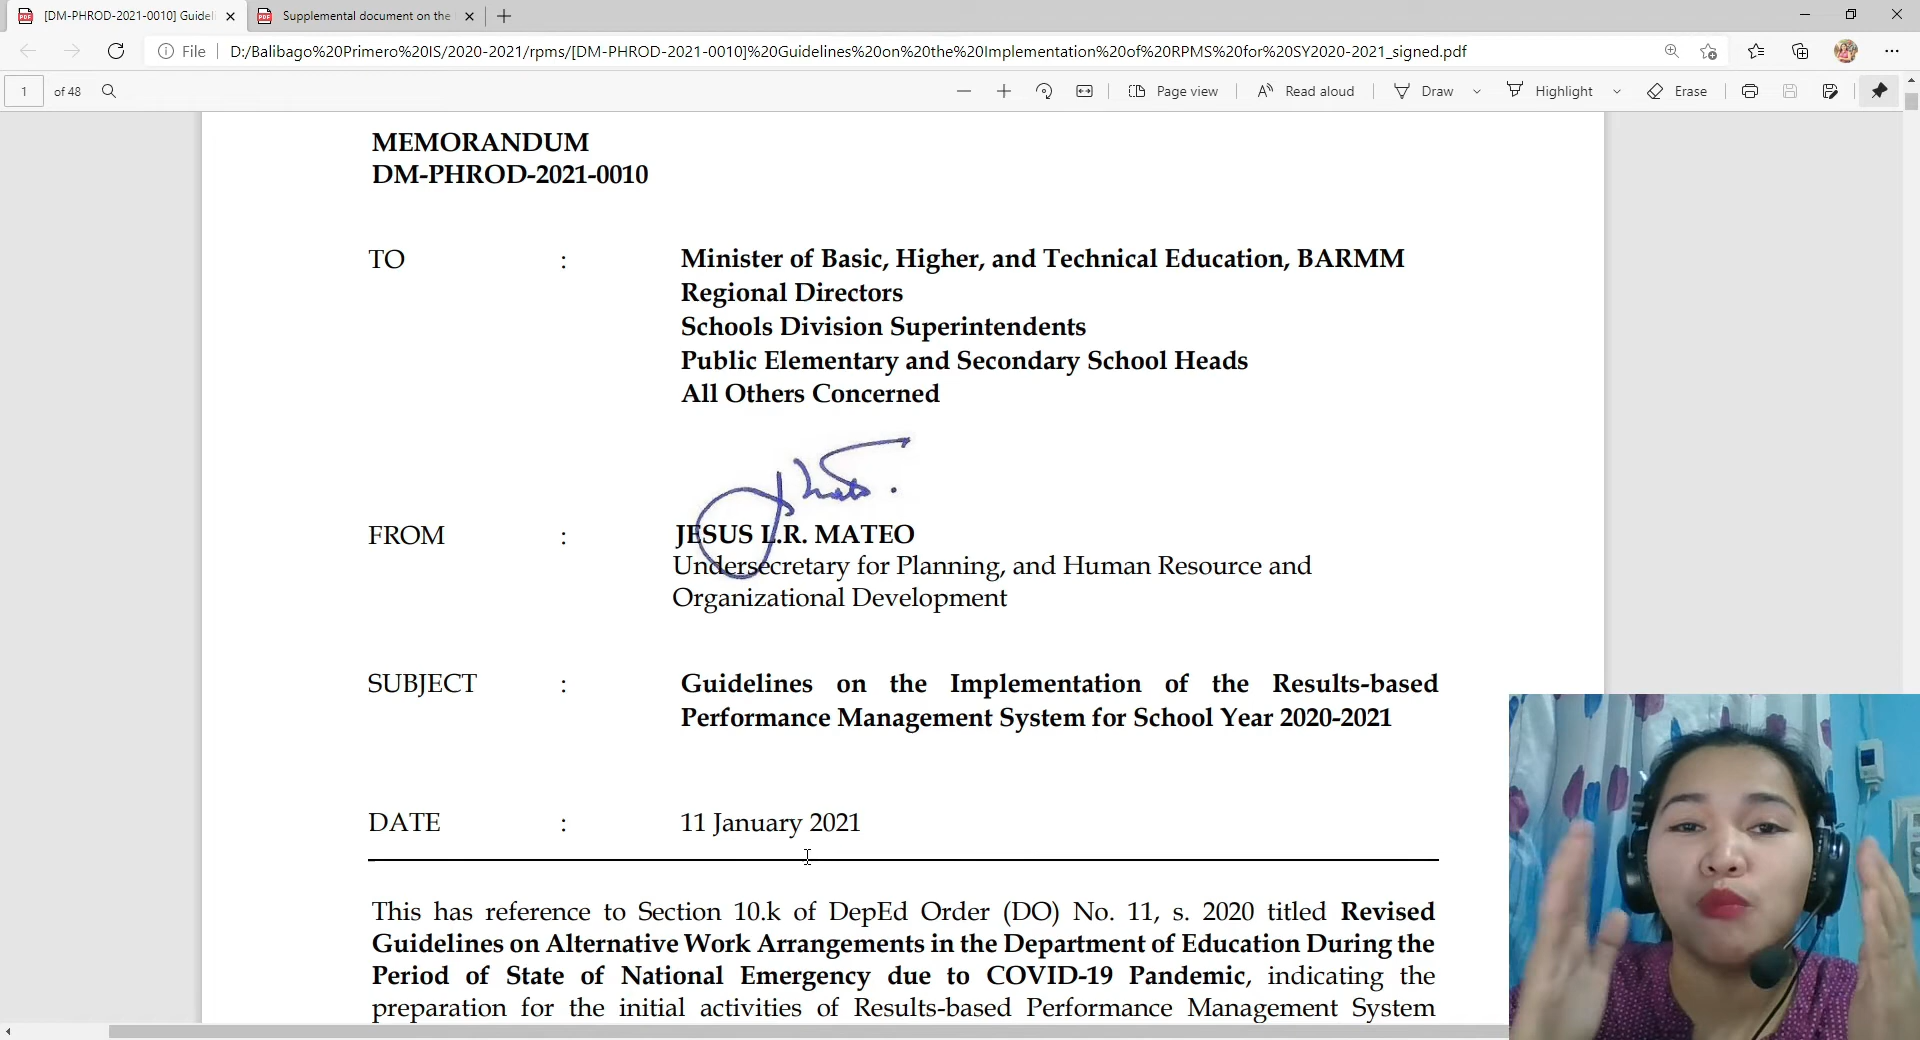 [DM-PHROD-2021-0010] Guideli
Supplemental document on the
File
D:/Balibago%20Primero%20IS/2020-2021/rpms/[DM-PHROD-2021-0010]%20Guidelines%20on%20the%20Implementation%20of%20RPMS%20for%20SY2020-2021_signed.pdf
1 of 48
Page view
Read aloud
Draw
Highlight
Erase
MEMORANDUM
DM-PHROD-2021-0010
TO : Minister of Basic, Higher, and Technical Education, BARMM
Regional Directors
Schools Division Superintendents
Public Elementary and Secondary School Heads
All Others Concerned
FROM : JESUS L.R. MATEO
Undersecretary for Planning, and Human Resource and
Organizational Development
SUBJECT : Guidelines on the Implementation of the Results-based
Performance Management System for School Year 2020-2021
DATE : 11 January 2021
This has reference to Section 10.k of DepEd Order (DO) No. 11, s. 2020 titled Revised
Guidelines on Alternative Work Arrangements in the Department of Education During the
Period of State of National Emergency due to COVID-19 Pandemic, indicating the
preparation for the initial activities of Results-based Performance Management System